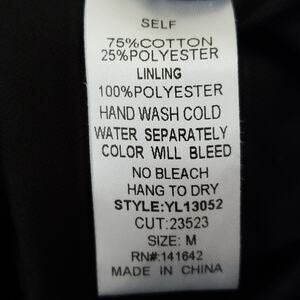 SELF
75%COTTON
25%POLYESTER
LINLING
100%POLYESTER
HAND WASH COLD
WATER SEPARATELY
COLOR WILL BLEED
NO BLEACH
HANG TO DRY
STYLE:YL13052
CUT:23523
SIZE: M
RN#:141642
MADE IN CHINA